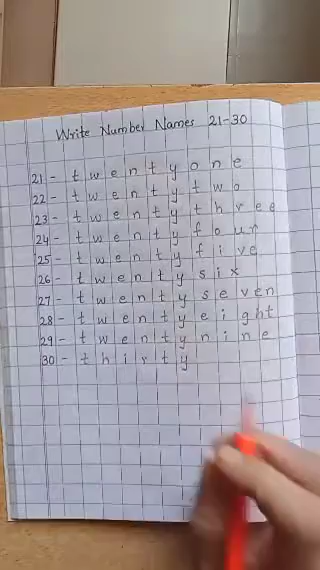 Write Number Names 21-30
21 - twentyone
22 - twentytwo
23 - twentythree
24 - twentyfour
25 - twentyfive
26 - twentysix
27 - twentyseven
28 - twentyeight
29 - twentynine
30 - thirty